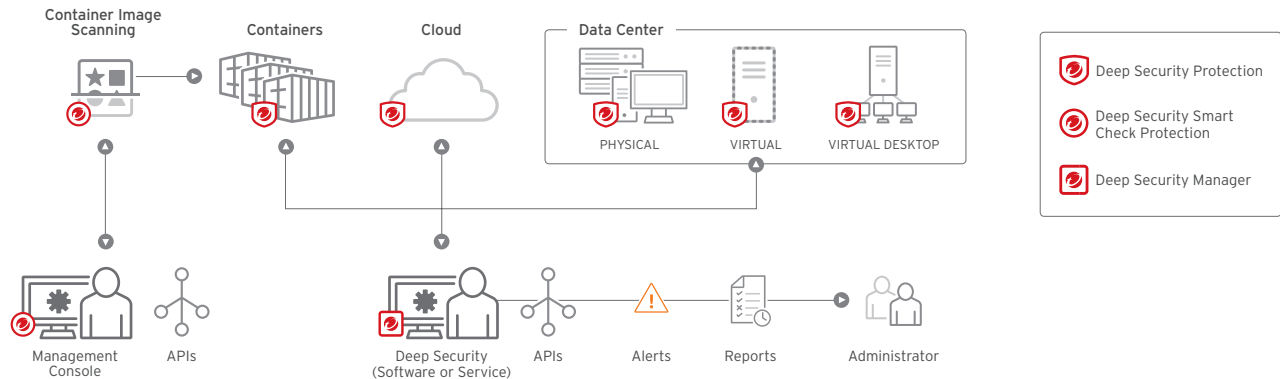 Container Image
Scanning
Containers
Cloud
Data Center
PHYSICAL
VIRTUAL
VIRTUAL DESKTOP
Deep Security Protection
Deep Security Smart
Check Protection
Deep Security Manager
Management
Console
APIs
Deep Security
(Software or Service)
APIs
Alerts
Reports
Administrator